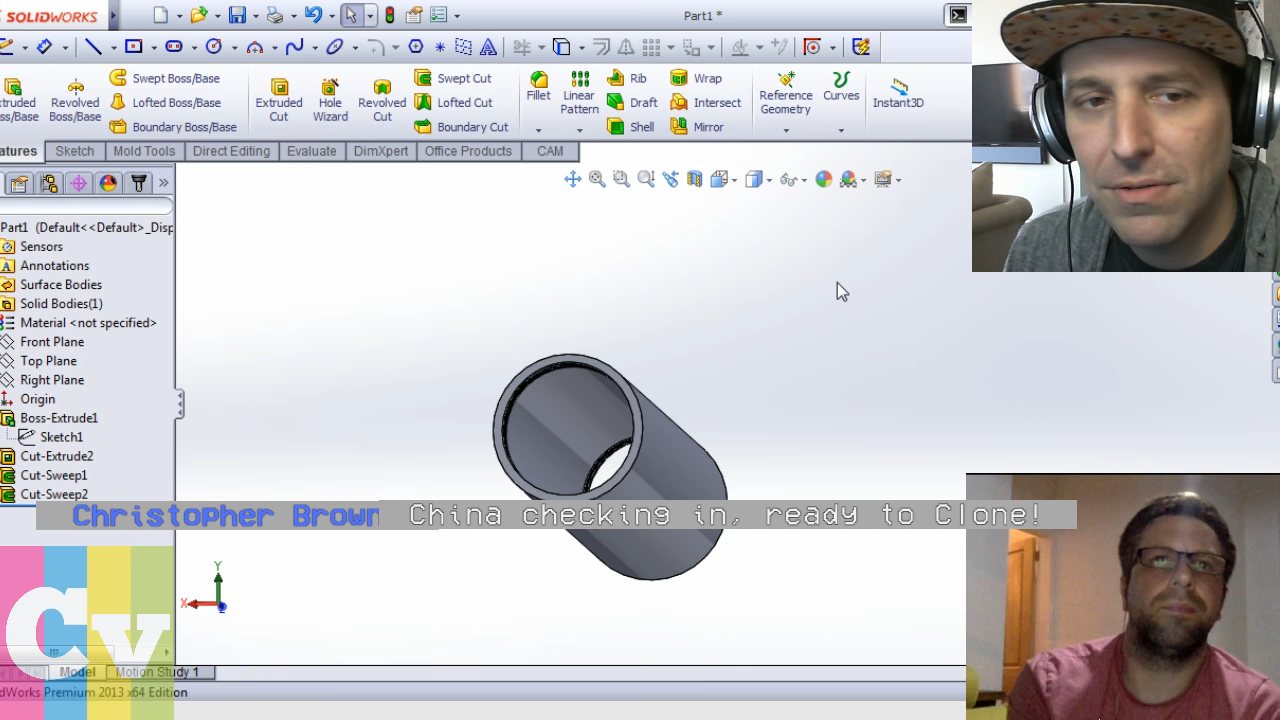 SOLIDWORKS
Part1 *
Extruded Boss/Base
Revolved Boss/Base
Swept Boss/Base
Lofted Boss/Base
Boundary Boss/Base
Extruded Cut
Hole Wizard
Revolved Cut
Swept Cut
Lofted Cut
Boundary Cut
Fillet
Linear Pattern
Rib
Draft
Shell
Wrap
Intersect
Mirror
Reference Geometry
Curves
Instant3D
atures
Sketch
Mold Tools
Direct Editing
Evaluate
DimXpert
Office Products
CAM
Part1 (Default<<Default>_Disp
Sensors
Annotations
Surface Bodies
Solid Bodies(1)
Material <not specified>
Front Plane
Top Plane
Right Plane
Origin
Boss-Extrude1
Sketch1
Cut-Extrude2
Cut-Sweep1
Cut-Sweep2
Christopher Brown China checking in, ready to Clone!
Y
X
Z
Cv
Model
Motion Study 1
dWorks Premium 2013 x64 Edition